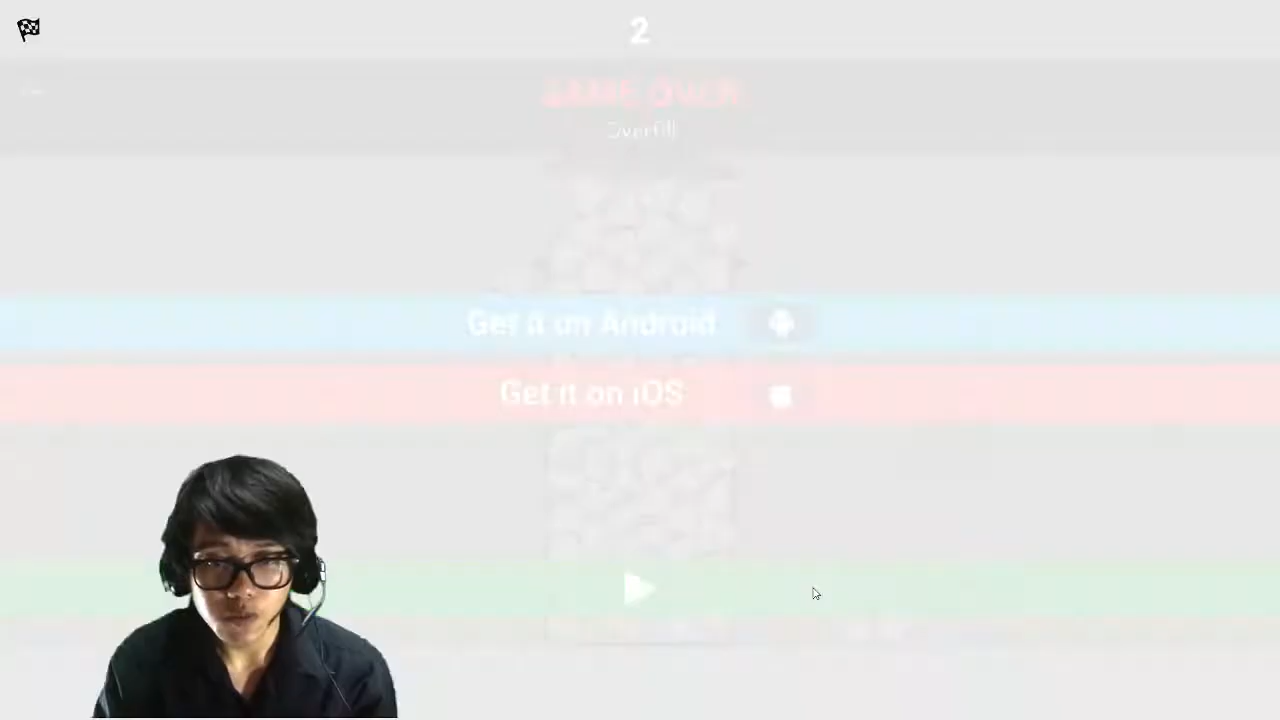 2
GAME OVER
Overfill
Get it on Android
Get it on iOS